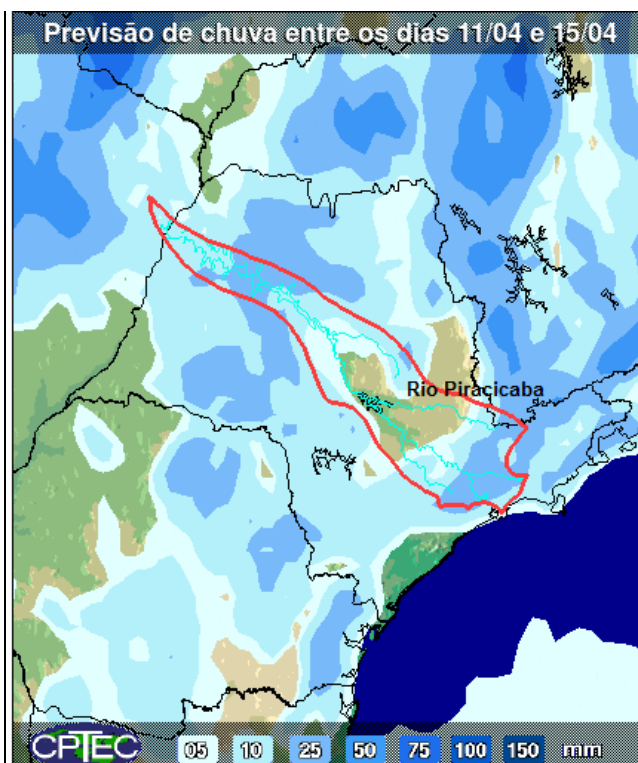 Previsão de chuva entre os dias 11/04 e 15/04
Rio Piracicaba
CPTEC 05 10 25 50 75 100 150 mm